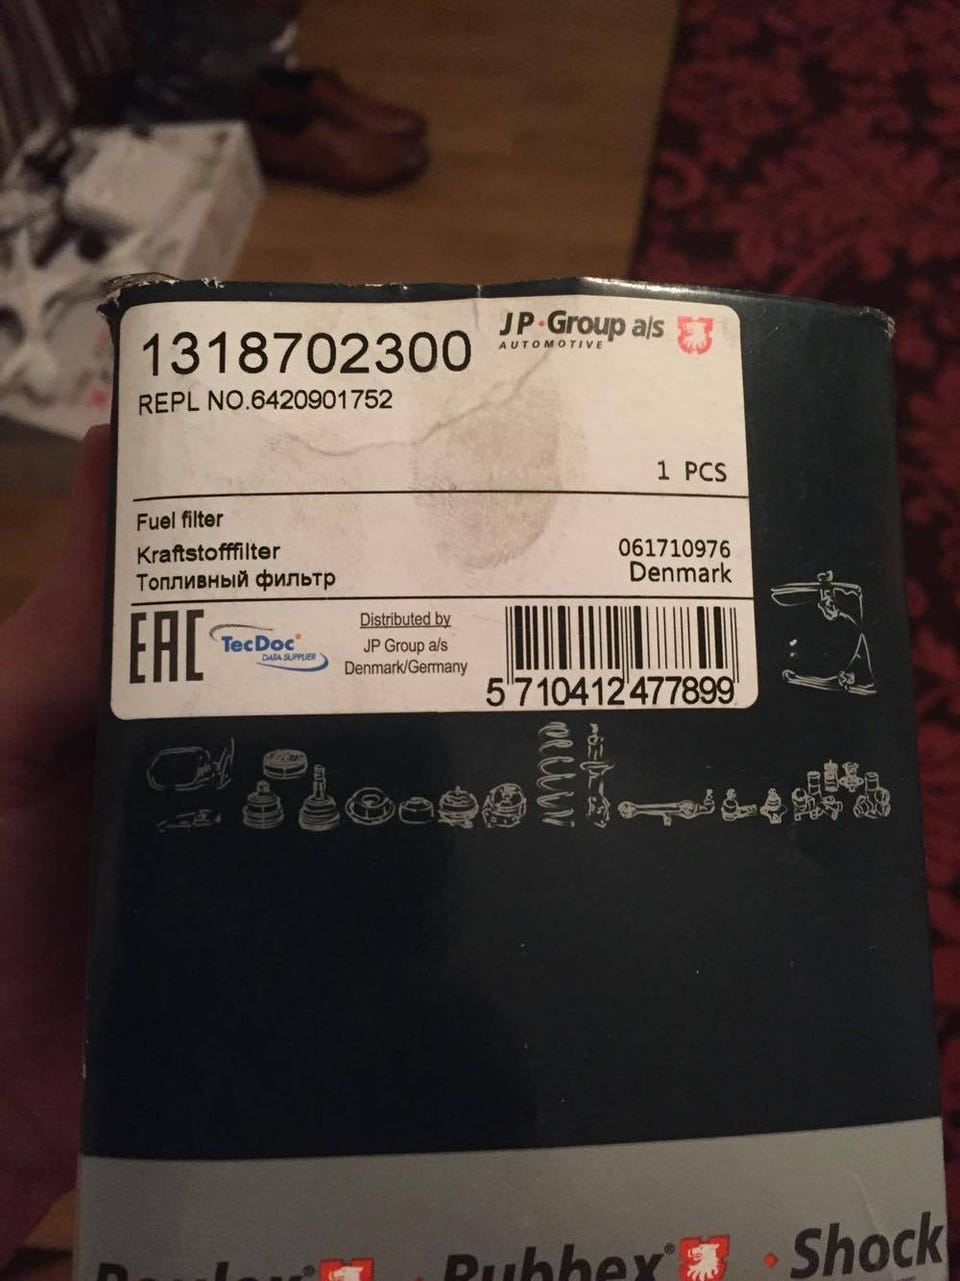 1318702300
JP Group a/s
AUTOMOTIVE
REPL NO.6420901752
1 PCS
Fuel filter
Kraftstofffilter
Топливный фильтр
061710976
Denmark
EAC
TecDoc
DATA SUPPLIER
Distributed by
JP Group a/s
Denmark/Germany
5 710412 477899
Rubbex® Shock